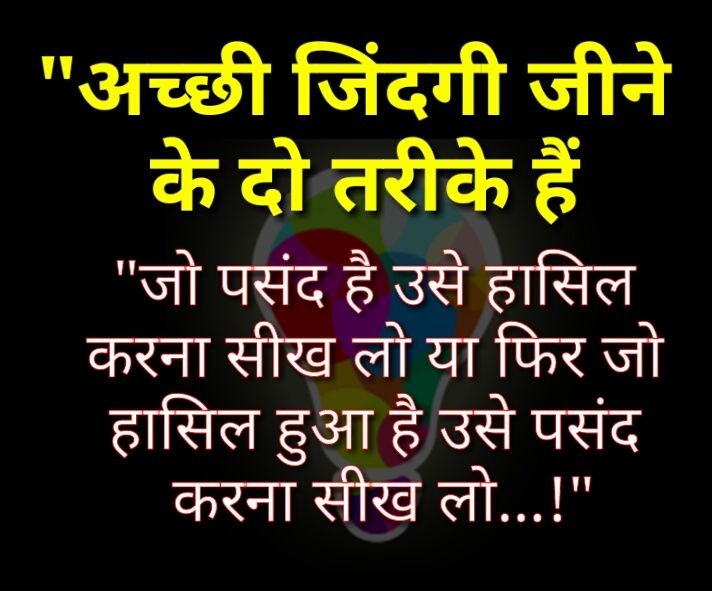 "अच्छी जिंदगी जीने
के दो तरीके हैं
"जो पसंद है उसे हासिल
करना सीख लो या फिर जो
हासिल हुआ है उसे पसंद
करना सीख लो...!"